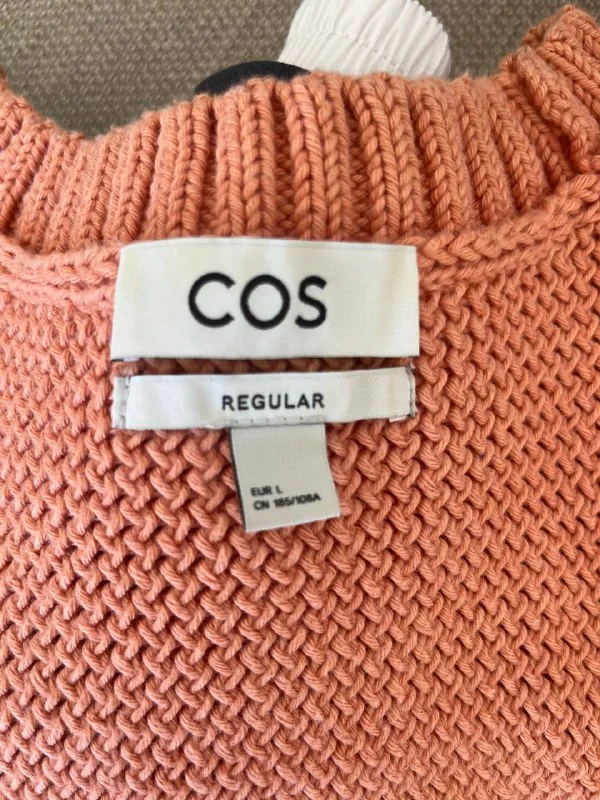 COS
REGULAR
EUR L
CN 185/108A